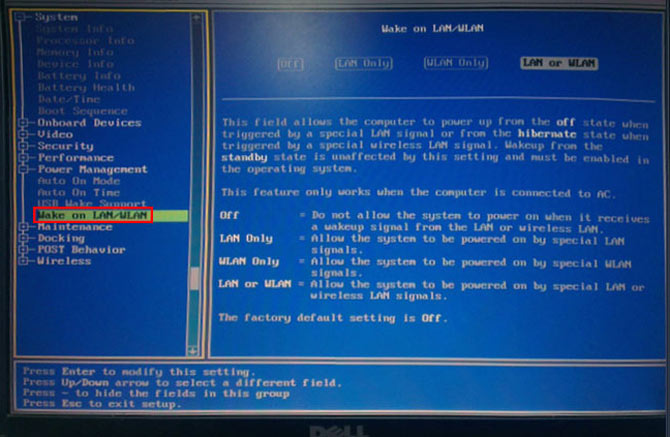 System
System Info
Processor Info
Memory Info
Device Info
Battery Info
Battery Health
Date/Time
Boot Sequence
Onboard Devices
Video
Security
Performance
Power Management
Auto On Mode
Auto On Time
USB Wake Support
Wake on LAN/WLAN
Maintenance
Docking
POST Behavior
Wireless
Wake on LAN/WLAN
Off LAN Only WLAN Only LAN or WLAN
This field allows the computer to power up from the off state when
triggered by a special LAN signal or from the hibernate state when
triggered by a special wireless LAN signal. Wakeup from the
standby state is unaffected by this setting and must be enabled in
the operating system.
This feature only works when the computer is connected to AC.
Off = Do not allow the system to power on when it receives
a wakeup signal from the LAN or wireless LAN.
LAN Only = Allow the system to be powered on by special LAN
signals.
WLAN Only = Allow the system to be powered on by special WLAN
signals.
LAN or WLAN = Allow the system to be powered on by special LAN or
wireless LAN signals.
The factory default setting is Off.
Press Enter to modify this setting.
Press Up/Down arrow to select a different field.
Press - to hide the fields in this group
Press Esc to exit setup.
DELL